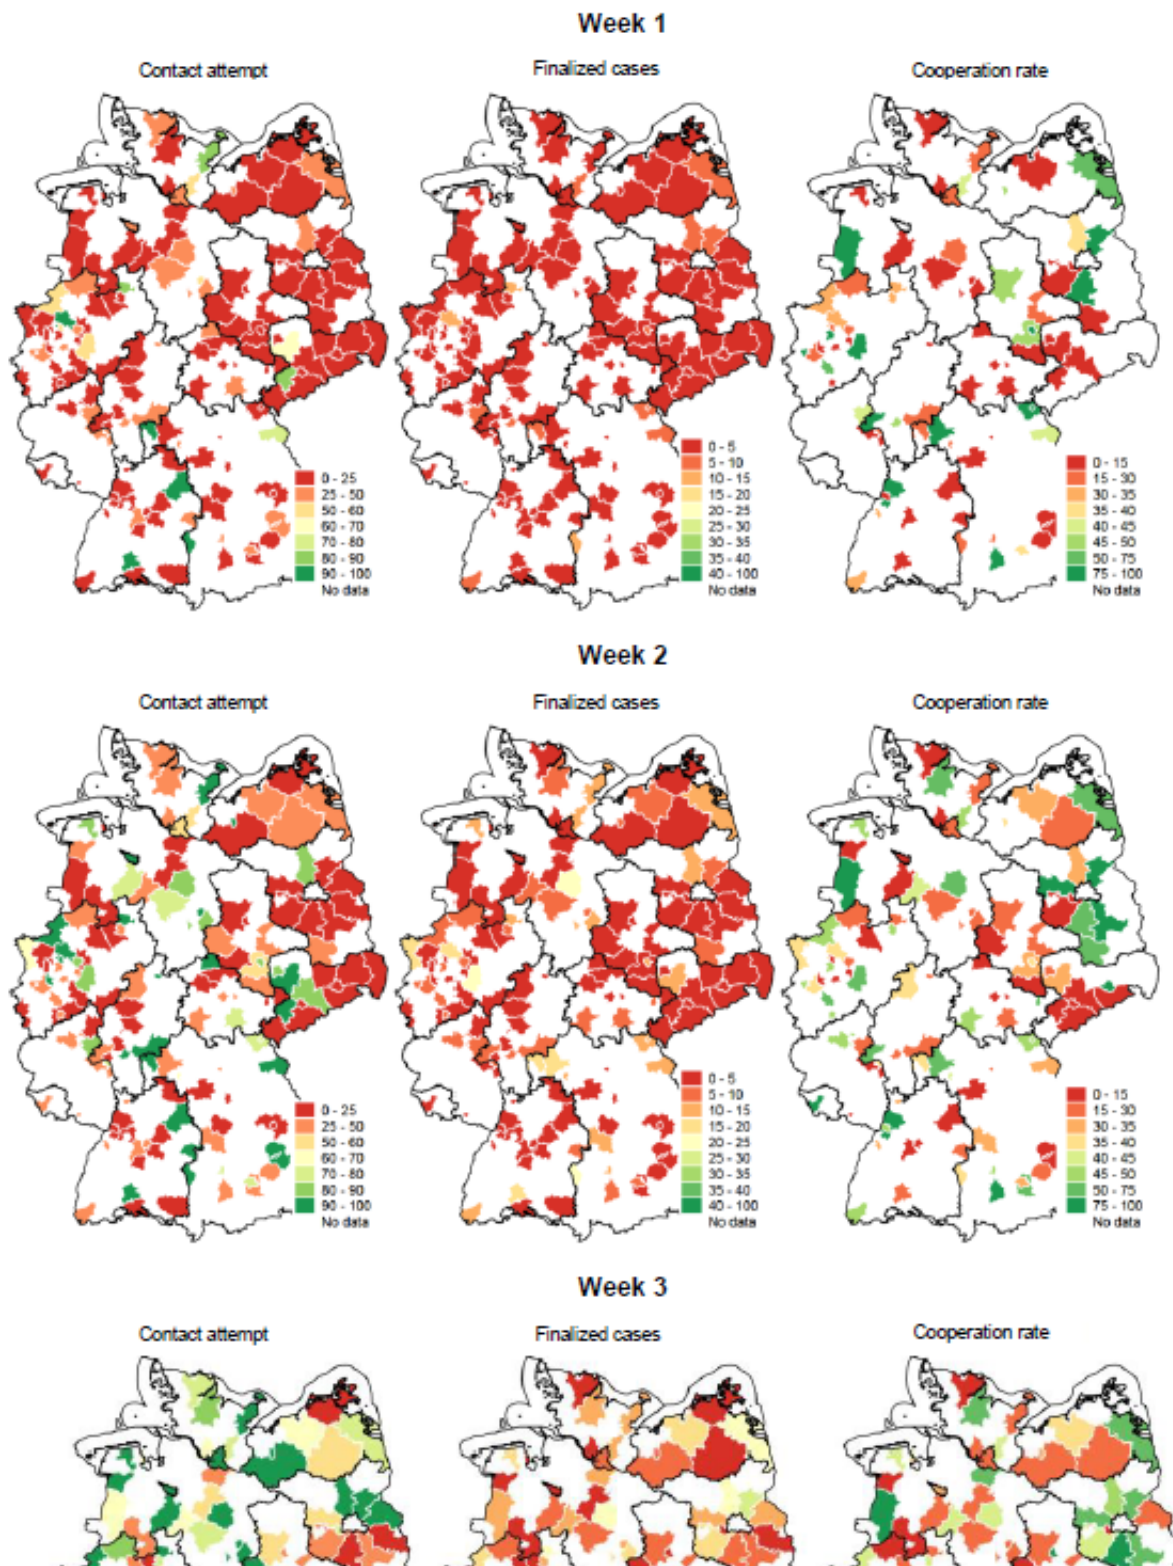 Week 1
Contact attempt Finalized cases Cooperation rate
0 - 25
25 - 50
50 - 60
60 - 70
70 - 80
80 - 90
90 - 100
No data
0 - 5
5 - 10
10 - 15
15 - 20
20 - 25
25 - 30
30 - 35
35 - 40
40 - 100
No data
0 - 15
15 - 30
30 - 35
35 - 40
40 - 45
45 - 50
50 - 75
75 - 100
No data
Week 2
Contact attempt Finalized cases Cooperation rate
0 - 25
25 - 50
50 - 60
60 - 70
70 - 80
80 - 90
90 - 100
No data
0 - 5
5 - 10
10 - 15
15 - 20
20 - 25
25 - 30
30 - 35
35 - 40
40 - 100
No data
0 - 15
15 - 30
30 - 35
35 - 40
40 - 45
45 - 50
50 - 75
75 - 100
No data
Week 3
Contact attempt Finalized cases Cooperation rate